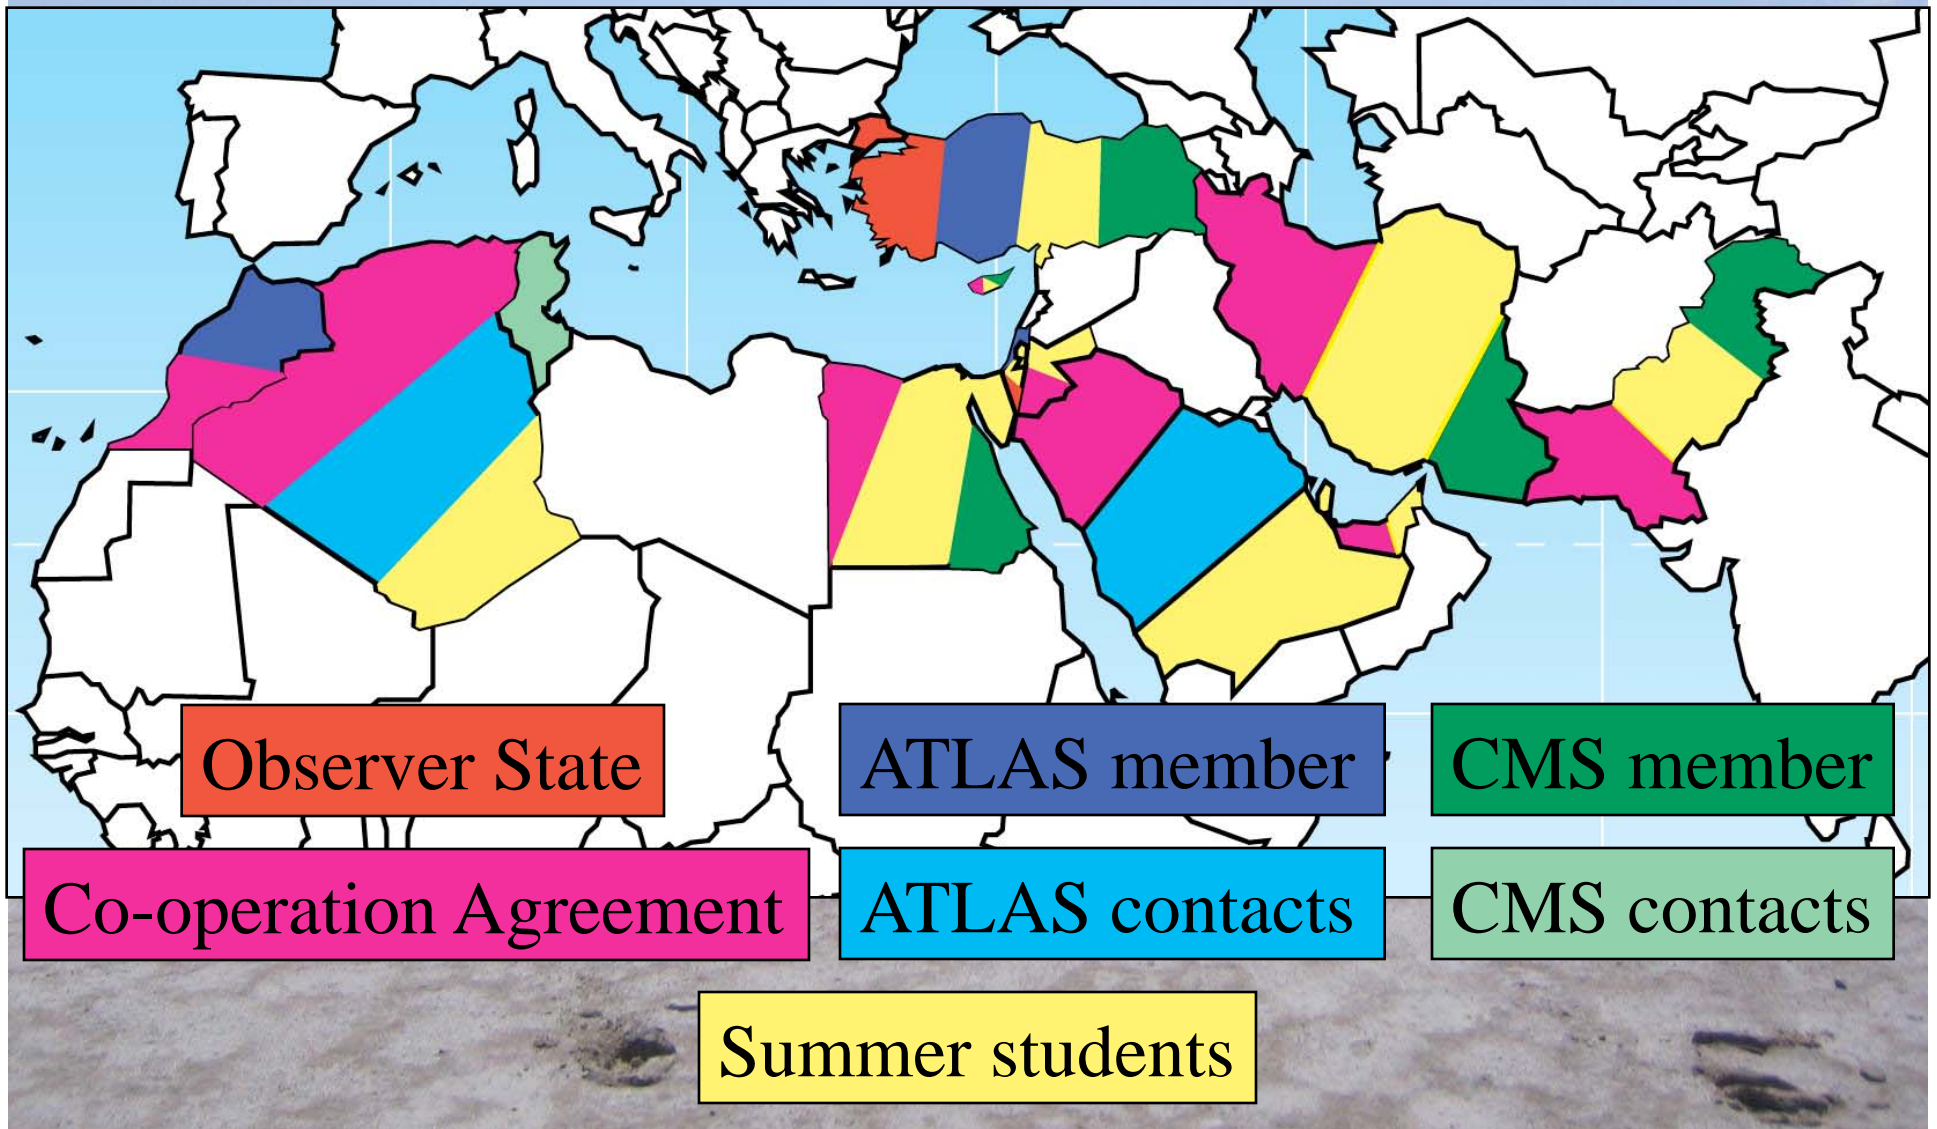 Observer State
ATLAS member
CMS member
Co-operation Agreement
ATLAS contacts
CMS contacts
Summer students